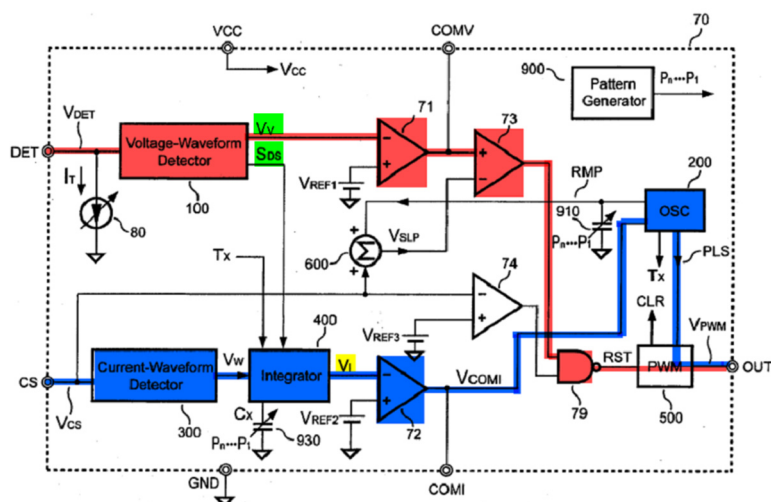 VCC
COMV
70
VCC
900
Pattern
Generator
Pn...P1
VDET
71
73
DET
Voltage-Waveform
Detector
VV
SDS
−
+
+
−
200
IT
100
VREF1
RMP
OSC
80
910
+
Σ
VSLP
Pn...P1
600
+
TX
PLS
TX
74
CLR
400
−
+
VPWM
VREF3
CS
Current-Waveform
Detector
VW
Integrator
VI
−
+
VCOMI
RST
PWM
OUT
VCS
300
CX
VREF2
72
79
500
930
Pn...P1
GND
COMI